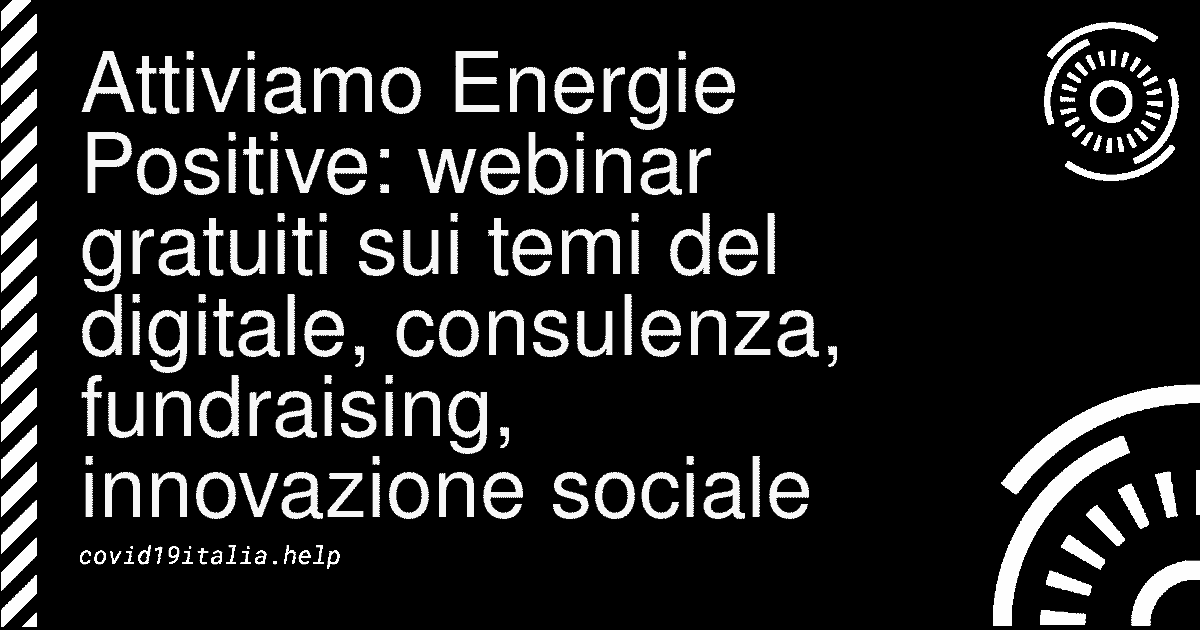 Attiviamo Energie
Positive: webinar
gratuiti sui temi del
digitale, consulenza,
fundraising,
innovazione sociale
covid19italia.help